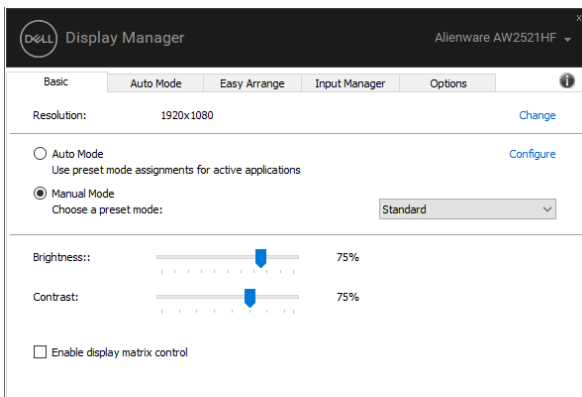 DELL Display Manager Alienware AW2521HF
x
Basic Auto Mode Easy Arrange Input Manager Options i
Resolution: 1920x1080 Change
Auto Mode Configure
Use preset mode assignments for active applications
Manual Mode
Choose a preset mode: Standard
Brightness:: 75%
Contrast: 75%
Enable display matrix control